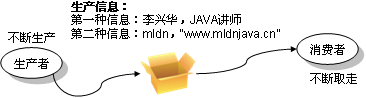 生产信息：
第一种信息：李兴华，JAVA讲师
第二种信息：mldn，"www.mldnjava.cn"
不断生产
生产者
消费者
不断取走